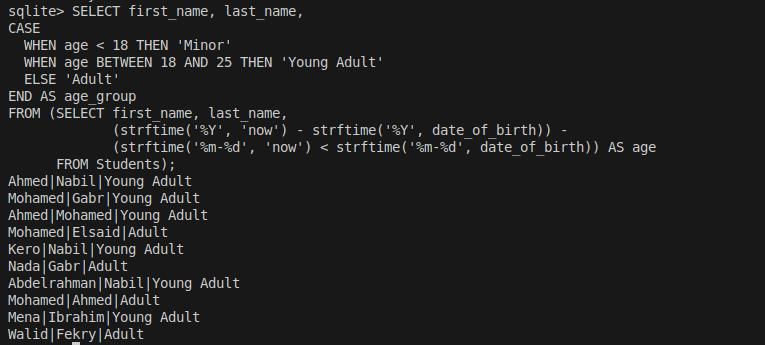 sqlite> SELECT first_name, last_name,
CASE
  WHEN age < 18 THEN 'Minor'
  WHEN age BETWEEN 18 AND 25 THEN 'Young Adult'
  ELSE 'Adult'
END AS age_group
FROM (SELECT first_name, last_name,
             (strftime('%Y', 'now') - strftime('%Y', date_of_birth)) -
             (strftime('%m-%d', 'now') < strftime('%m-%d', date_of_birth)) AS age
      FROM Students);
Ahmed|Nabil|Young Adult
Mohamed|Gabr|Young Adult
Ahmed|Mohamed|Young Adult
Mohamed|Elsaid|Adult
Kero|Nabil|Young Adult
Nada|Gabr|Adult
Abdelrahman|Nabil|Young Adult
Mohamed|Ahmed|Adult
Mena|Ibrahim|Young Adult
Walid|Fekry|Adult